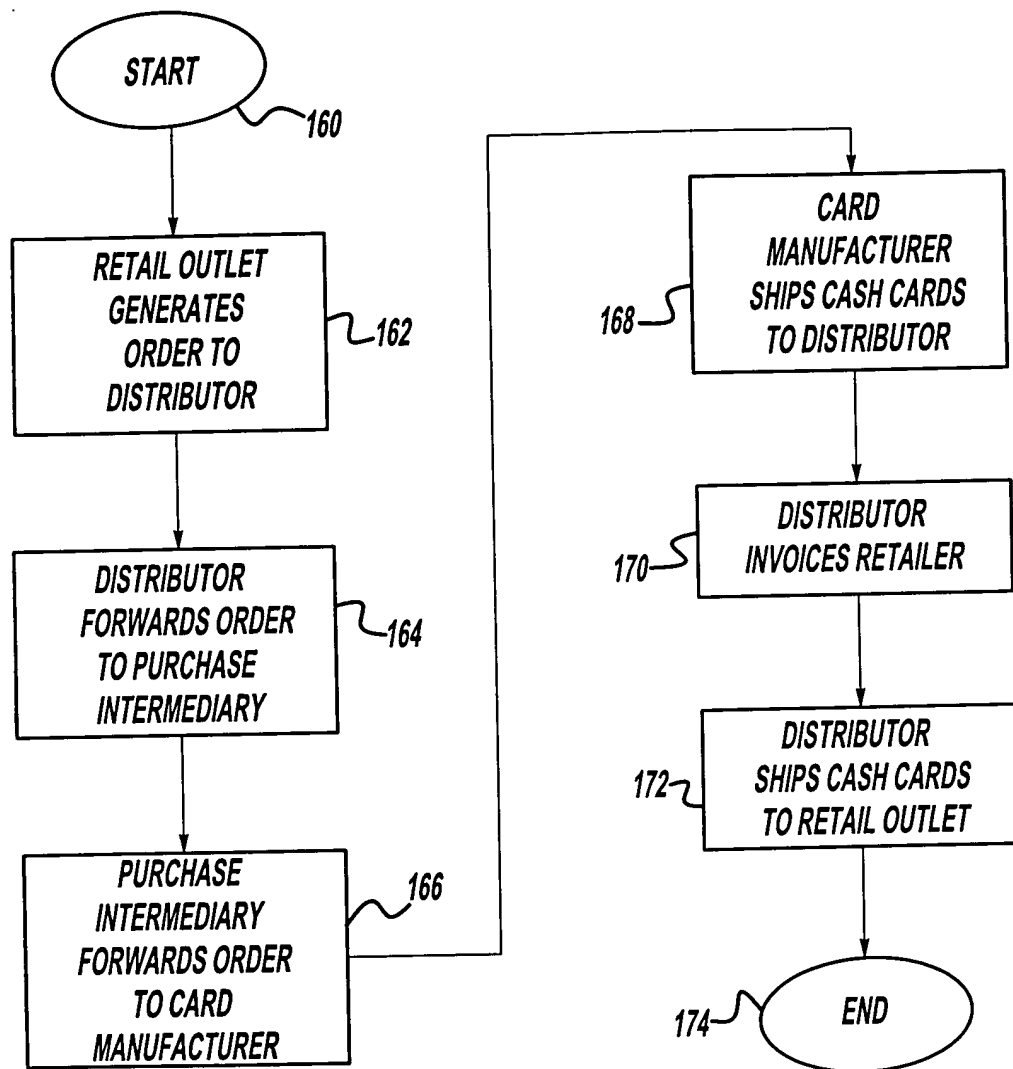 START
160
RETAIL OUTLET
GENERATES
ORDER TO
DISTRIBUTOR
162
DISTRIBUTOR
FORWARDS ORDER
TO PURCHASE
INTERMEDIARY
164
PURCHASE
INTERMEDIARY
FORWARDS ORDER
TO CARD
MANUFACTURER
166
CARD
MANUFACTURER
SHIPS CASH CARDS
TO DISTRIBUTOR
168
DISTRIBUTOR
INVOICES RETAILER
170
DISTRIBUTOR
SHIPS CASH CARDS
TO RETAIL OUTLET
172
END
174